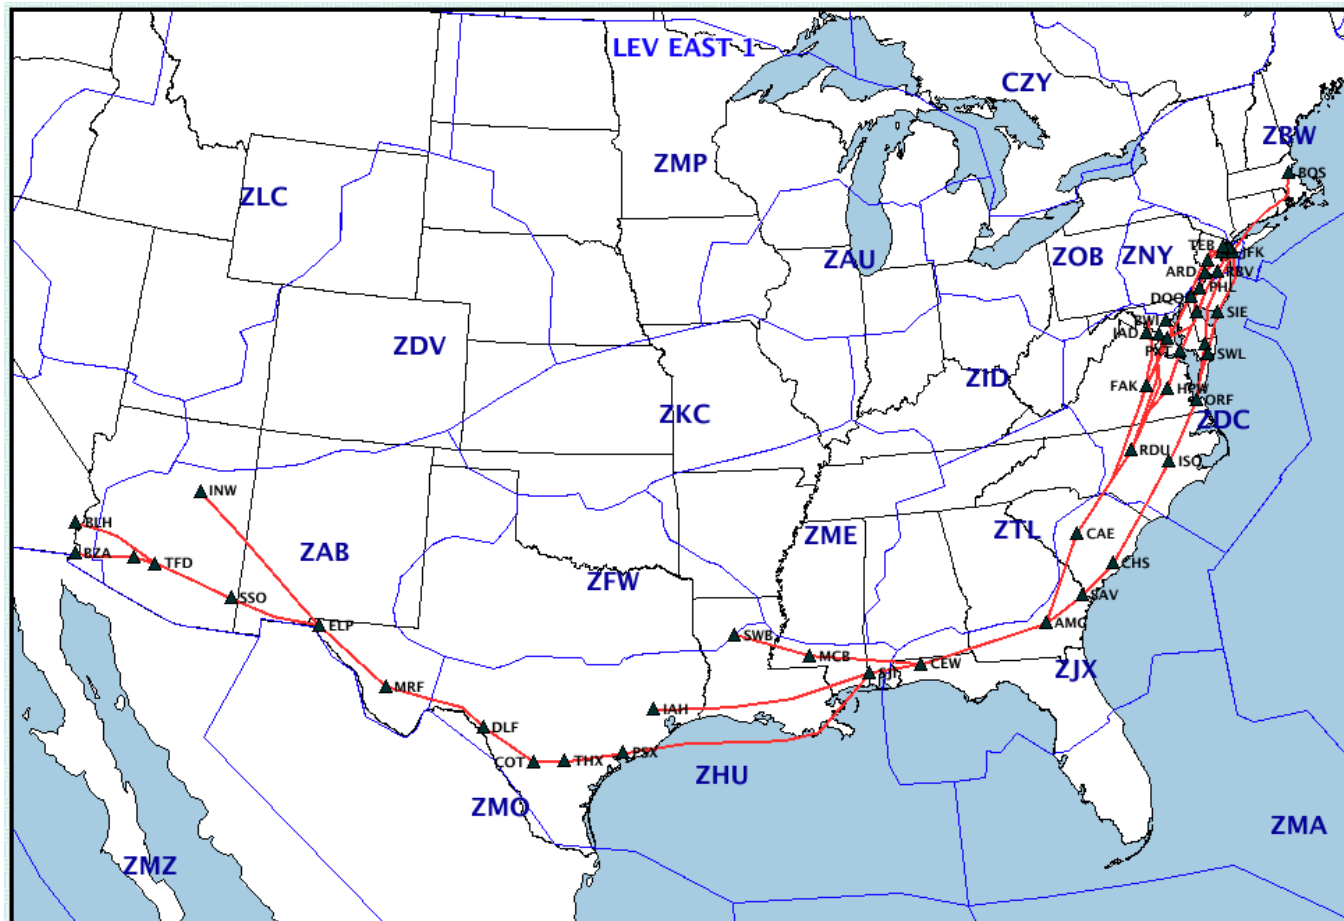 LEV EAST 1
CZY
ZBW
ZMP
BOS
ZLC
ZAU
ZOB
ZNY
TEB
JFK
ARD
RBV
PHL
DQO
SIE
BWI
IAD
PXT
SWL
ZDV
ZID
FAK
HPW
ORF
ZKC
ZDC
RDU
ISO
INW
BLH
ZME
ZTL
CAE
BZA
TFD
ZAB
ZFW
CHS
SSO
SAV
ELP
AMG
SWB
MCB
CEW
ZJX
SJI
MRF
IAH
DLF
COT
THX
PSX
ZHU
ZMO
ZMA
ZMZ